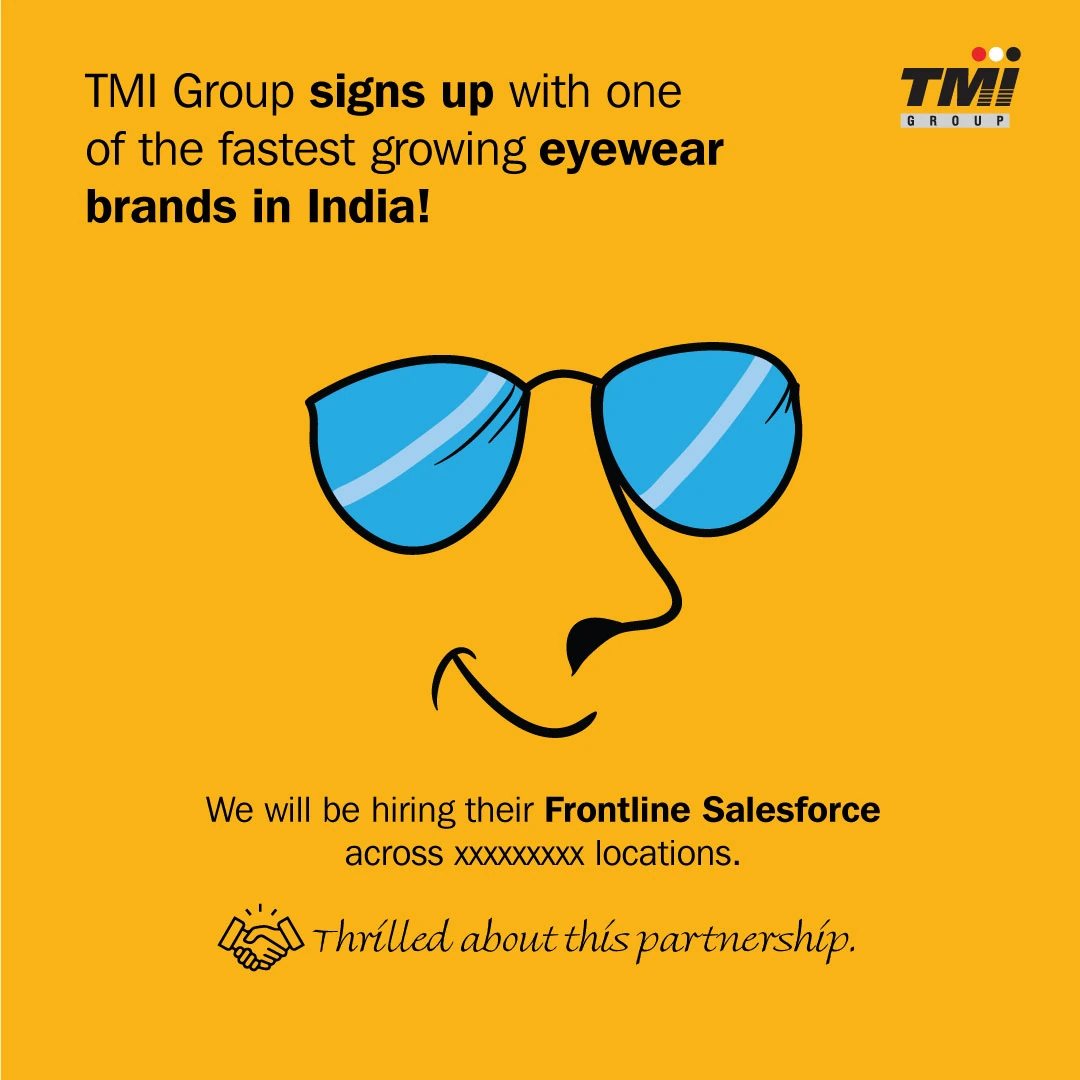 TMI Group signs up with one
of the fastest growing eyewear
brands in India!
TMI
GROUP
We will be hiring their Frontline Salesforce
across xxxxxxxxx locations.
Thrilled about this partnership.